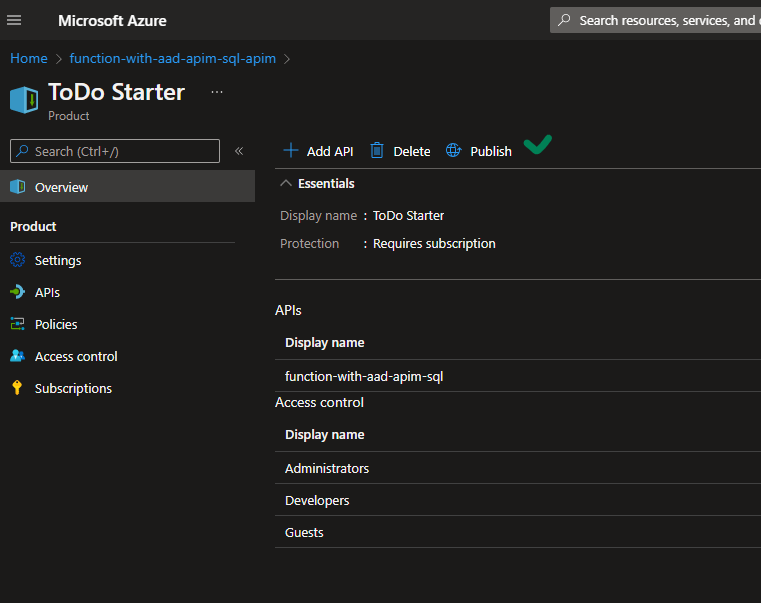 Microsoft Azure
Search resources, services, and
Home > function-with-aad-apim-sql-apim >
ToDo Starter ...
Product
Search (Ctrl+/) «
Add API Delete Publish
Overview
Essentials
Display name : ToDo Starter
Protection : Requires subscription
Product
Settings
APIs
Policies
Access control
Subscriptions
APIs
Display name
function-with-aad-apim-sql
Access control
Display name
Administrators
Developers
Guests